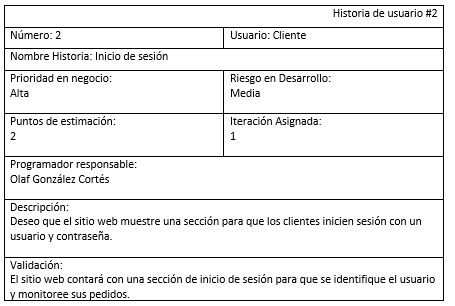 Historia de usuario #2
Número: 2
Usuario: Cliente
Nombre Historia: Inicio de sesión
Prioridad en negocio:
Alta
Riesgo en Desarrollo:
Media
Puntos de estimación:
2
Iteración Asignada:
1
Programador responsable:
Olaf González Cortés
Descripción:
Deseo que el sitio web muestre una sección para que los clientes inicien sesión con un
usuario y contraseña.
Validación:
El sitio web contará con una sección de inicio de sesión para que se identifique el usuario
y monitoree sus pedidos.